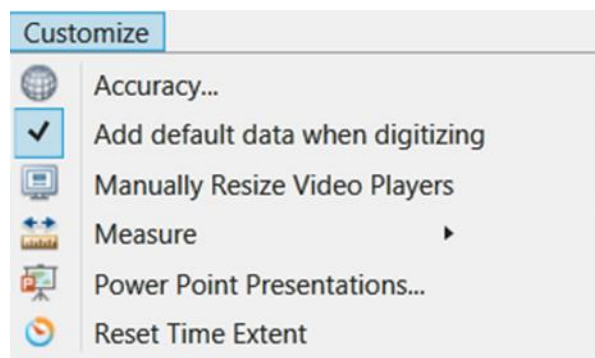 Customize
Accuracy...
Add default data when digitizing
Manually Resize Video Players
Measure
Power Point Presentations...
Reset Time Extent